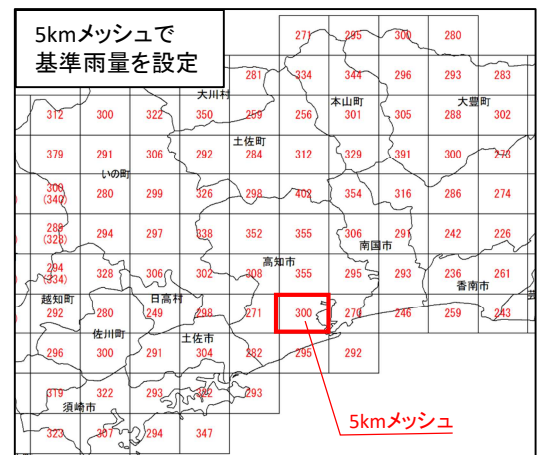 5kmメッシュで
基準雨量を設定
271 295 300 280
281 334 344 296 293 283
大川村 本山町 大豊町
312 300 322 350 259 256 301 305 288 302
土佐町
379 291 306 292 284 312 329 391 300 273
いの町
300 280 299 326 298 402 354 316 286 274
(340)
288 294 297 338 352 355 306 291 242 226
(328)
南国市
高知市
294 328 306 302 308 355 295 293 236 261
(334)
香南市
越知町 日高村
292 280 249 298 271 300 270 246 259 243
佐川町 土佐市
296 300 291 304 282 295 292
319 322 293 322 293
須崎市
5kmメッシュ
323 307 294 347